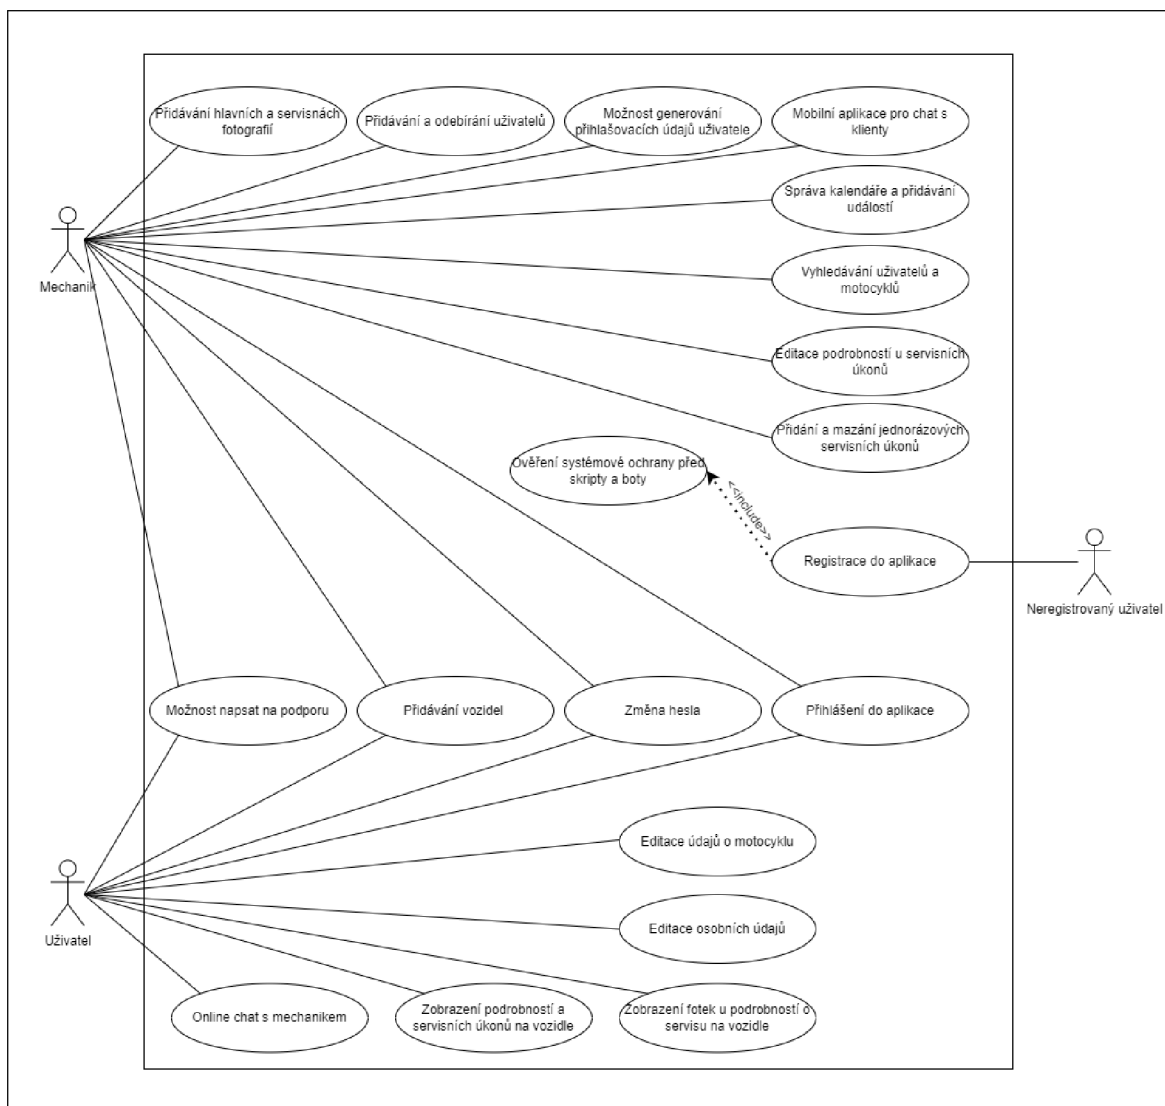 Přidávání hlavních a servisnách
fotografií
Přidávání a odebírání uživatelů
Možnost generování
přihlašovacích údajů uživatele
Mobilní aplikace pro chat s
klienty
Správa kalendáře a přidávání
událostí
Mechanik
Vyhledávání uživatelů a
motocyklů
Editace podrobností u servisních
úkonů
Přidání a mazání jednorázových
servisních úkonů
Ověření systémové ochrany před
skripty a boty
<<include>>
Registrace do aplikace
Neregistrovaný uživatel
Možnost napsat na podporu
Přidávání vozidel
Změna hesla
Přihlášení do aplikace
Editace údajů o motocyklu
Editace osobních údajů
Uživatel
Online chat s mechanikem
Zobrazení podrobností a
servisních úkonů na vozidle
Zobrazení fotek u podrobností o
servisu na vozidle